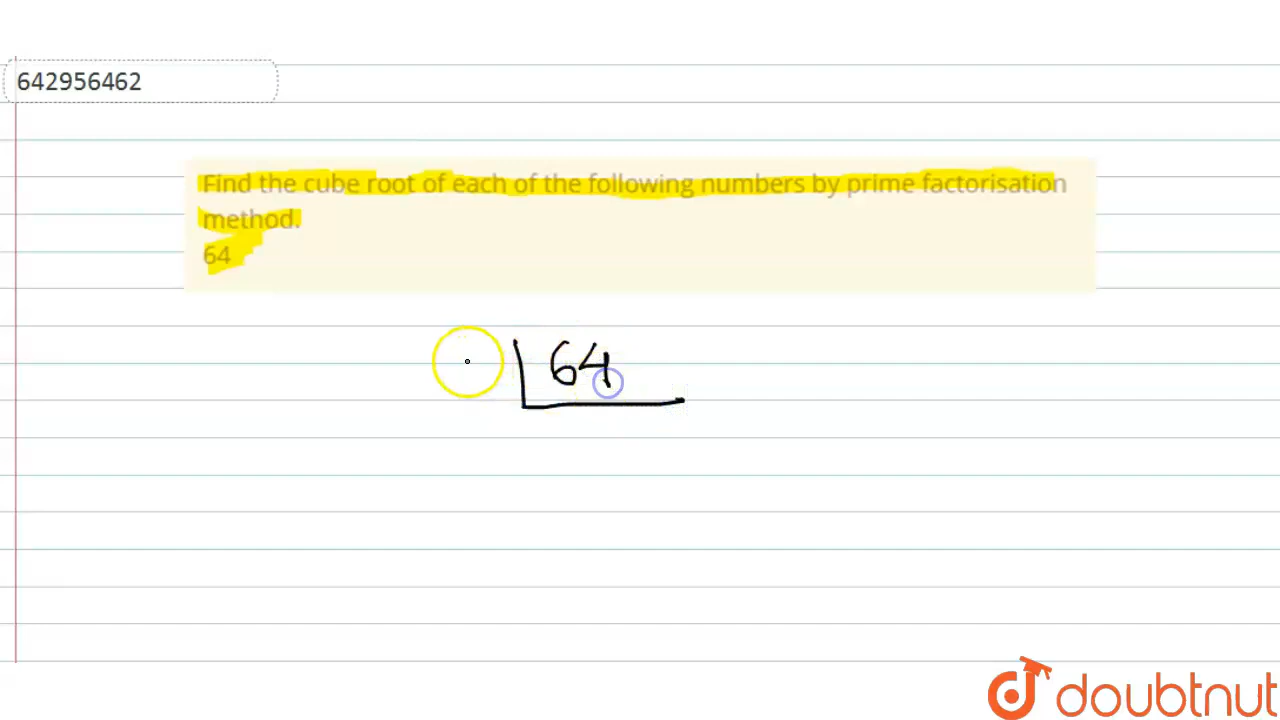 642956462
Find the cube root of each of the following numbers by prime factorisation
method.
64
64
doubtnut